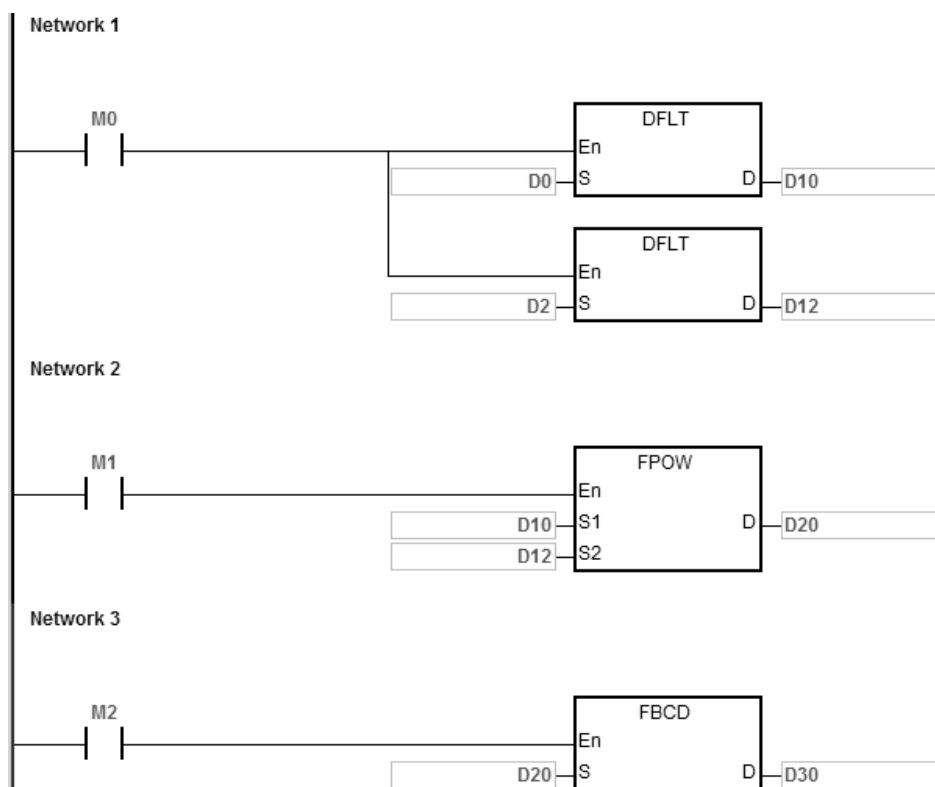 Network 1
M0
DFLT
En
D0 S D D10
DFLT
En
D2 S D D12
Network 2
M1
FPOW
En
D10 S1 D D20
D12 S2
Network 3
M2
FBCD
En
D20 S D D30